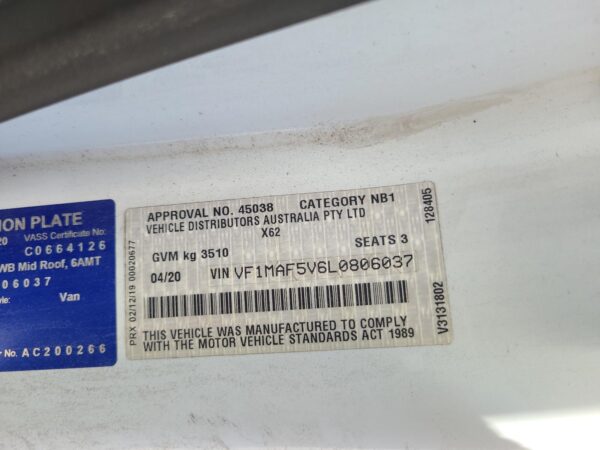 ION PLATE
20 VASS Certificate No:
C0664126
WB Mid Roof, 6AMT
06037
Van
No: AC200266
APPROVAL NO. 45038 CATEGORY NB1
VEHICLE DISTRIBUTORS AUSTRALIA PTY LTD
X62
GVM kg 3510 SEATS 3
04/20 VIN VF1MAF5V6L0806037
THIS VEHICLE WAS MANUFACTURED TO COMPLY
WITH THE MOTOR VEHICLE STANDARDS ACT 1989
PRX 02/12/19 00020677
128405
V3131802